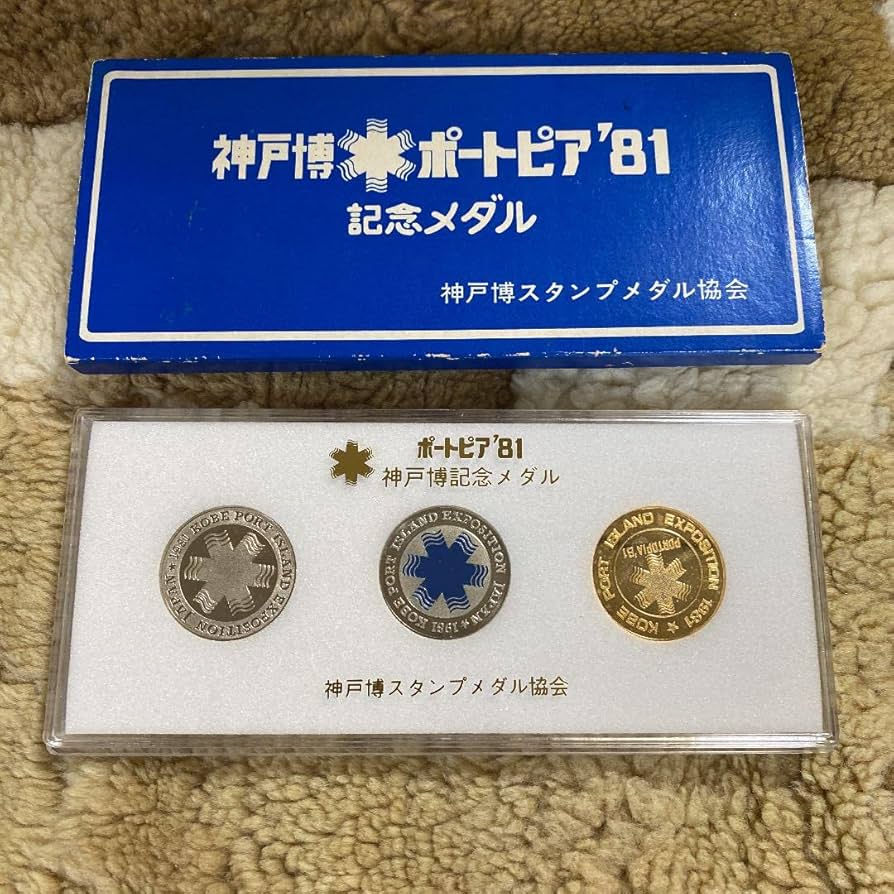 神戸博 ポートピア'81
記念メダル
神戸博スタンプメダル協会
ポートピア'81
神戸博記念メダル
1981 KOBE PORT ISLAND EXPOSITION JAPAN
1981 KOBE PORT ISLAND EXPOSITION JAPAN
KOBE PORT ISLAND EXPOSITION 1981
PORTOPIA'81
神戸博スタンプメダル協会